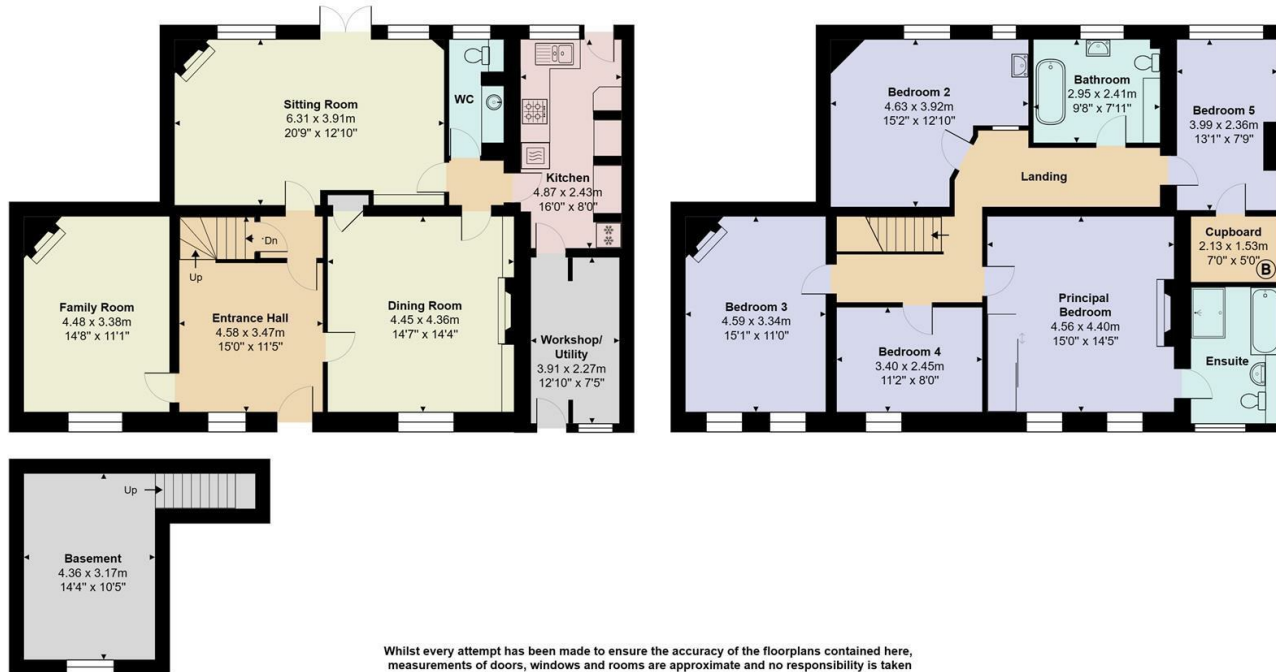 Sitting Room
6.31 x 3.91m
20'9" x 12'10"
WC
Kitchen
4.87 x 2.43m
16'0" x 8'0"
Family Room
4.48 x 3.38m
14'8" x 11'1"
Up
Dn
Entrance Hall
4.58 x 3.47m
15'0" x 11'5"
Dining Room
4.45 x 4.36m
14'7" x 14'4"
Workshop/
Utility
3.91 x 2.27m
12'10" x 7'5"
Bedroom 2
4.63 x 3.92m
15'2" x 12'10"
Bathroom
2.95 x 2.41m
9'8" x 7'11"
Bedroom 5
3.99 x 2.36m
13'1" x 7'9"
Landing
Cupboard
2.13 x 1.53m
7'0" x 5'0"
B
Bedroom 3
4.59 x 3.34m
15'1" x 11'0"
Bedroom 4
3.40 x 2.45m
11'2" x 8'0"
Principal
Bedroom
4.56 x 4.40m
15'0" x 14'5"
Ensuite
Up
Basement
4.36 x 3.17m
14'4" x 10'5"
Whilst every attempt has been made to ensure the accuracy of the floorplans contained here,
measurements of doors, windows and rooms are approximate and no responsibility is taken